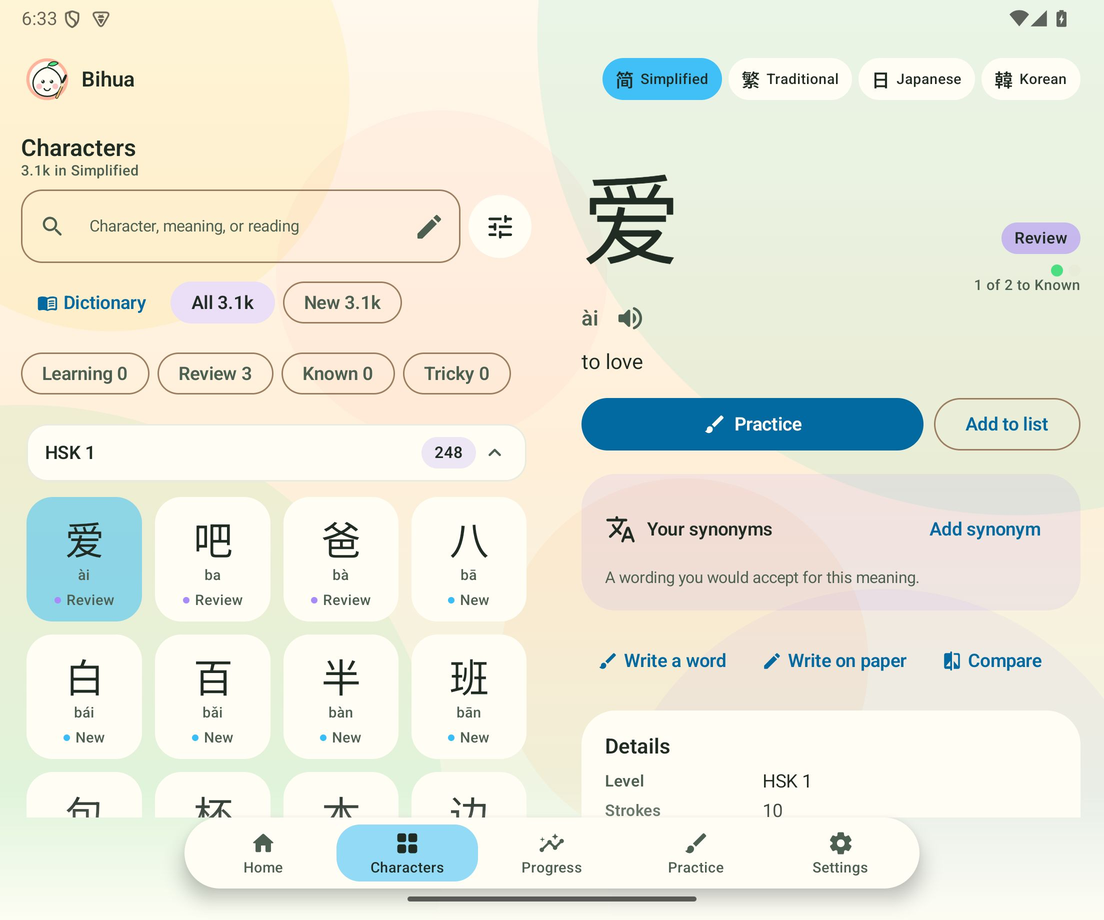 6:33
Bihua
简 Simplified
繁 Traditional
日 Japanese
韓 Korean
Characters
3.1k in Simplified
Character, meaning, or reading
Dictionary
All 3.1k
New 3.1k
Learning 0
Review 3
Known 0
Tricky 0
HSK 1
248
爱
ài
Review
吧
ba
Review
爸
bà
Review
八
bā
New
白
bái
New
百
bǎi
New
半
bàn
New
班
bān
New
爱
Review
1 of 2 to Known
ài
to love
Practice
Add to list
Your synonyms
Add synonym
A wording you would accept for this meaning.
Write a word
Write on paper
Compare
Details
Level HSK 1
Strokes 10
Home
Characters
Progress
Practice
Settings